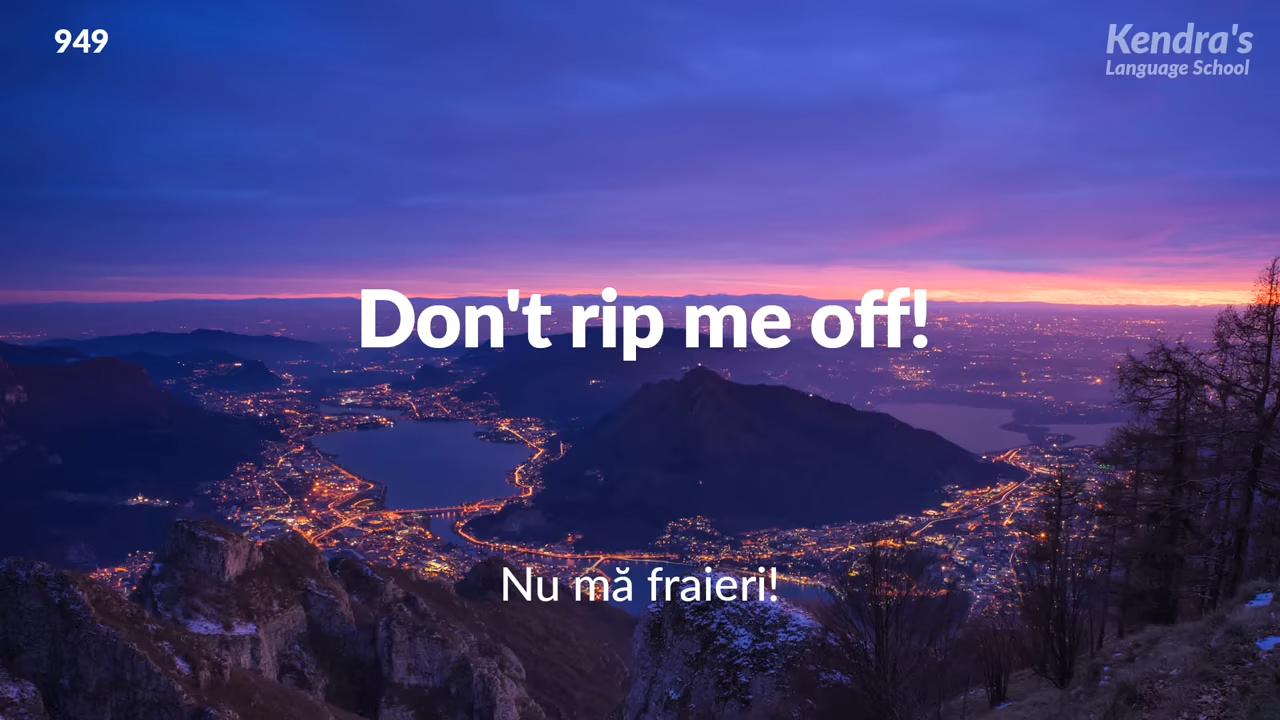 949
Kendra's
Language School
Don't rip me off!
Nu mă fraieri!